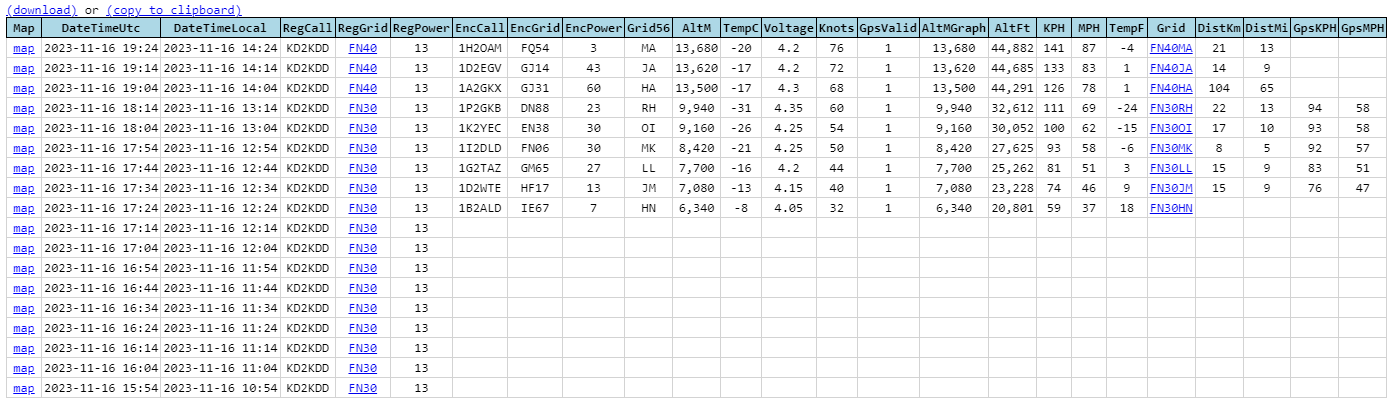 (download) or (copy to clipboard)
Map DateTimeUtc DateTimeLocal RegCall RegGrid RegPower EncCall EncGrid EncPower Grid56 AltM TempC Voltage Knots GpsValid AltMGraph AltFt KPH MPH TempF Grid DistKm DistMi GpsKPH GpsMPH
map 2023-11-16 19:24 2023-11-16 14:24 KD2KDD FN40 13 1H2OAM FQ54 3 MA 13,680 -20 4.2 76 1 13,680 44,882 141 87 -4 FN40MA 21 13
map 2023-11-16 19:14 2023-11-16 14:14 KD2KDD FN40 13 1D2EGV GJ14 43 JA 13,620 -17 4.2 72 1 13,620 44,685 133 83 1 FN40JA 14 9
map 2023-11-16 19:04 2023-11-16 14:04 KD2KDD FN40 13 1A2GKX GJ31 60 HA 13,500 -17 4.3 68 1 13,500 44,291 126 78 1 FN40HA 104 65
map 2023-11-16 18:14 2023-11-16 13:14 KD2KDD FN30 13 1P2GKB DN88 23 RH 9,940 -31 4.35 60 1 9,940 32,612 111 69 -24 FN30RH 22 13 94 58
map 2023-11-16 18:04 2023-11-16 13:04 KD2KDD FN30 13 1K2YEC EN38 30 OI 9,160 -26 4.25 54 1 9,160 30,052 100 62 -15 FN30OI 17 10 93 58
map 2023-11-16 17:54 2023-11-16 12:54 KD2KDD FN30 13 1I2DLD FN06 30 MK 8,420 -21 4.25 50 1 8,420 27,625 93 58 -6 FN30MK 8 5 92 57
map 2023-11-16 17:44 2023-11-16 12:44 KD2KDD FN30 13 1G2TAZ GM65 27 LL 7,700 -16 4.2 44 1 7,700 25,262 81 51 3 FN30LL 15 9 83 51
map 2023-11-16 17:34 2023-11-16 12:34 KD2KDD FN30 13 1D2WTE HF17 13 JM 7,080 -13 4.15 40 1 7,080 23,228 74 46 9 FN30JM 15 9 76 47
map 2023-11-16 17:24 2023-11-16 12:24 KD2KDD FN30 13 1B2ALD IE67 7 HN 6,340 -8 4.05 32 1 6,340 20,801 59 37 18 FN30HN
map 2023-11-16 17:14 2023-11-16 12:14 KD2KDD FN30 13
map 2023-11-16 17:04 2023-11-16 12:04 KD2KDD FN30 13
map 2023-11-16 16:54 2023-11-16 11:54 KD2KDD FN30 13
map 2023-11-16 16:44 2023-11-16 11:44 KD2KDD FN30 13
map 2023-11-16 16:34 2023-11-16 11:34 KD2KDD FN30 13
map 2023-11-16 16:24 2023-11-16 11:24 KD2KDD FN30 13
map 2023-11-16 16:14 2023-11-16 11:14 KD2KDD FN30 13
map 2023-11-16 16:04 2023-11-16 11:04 KD2KDD FN30 13
map 2023-11-16 15:54 2023-11-16 10:54 KD2KDD FN30 13